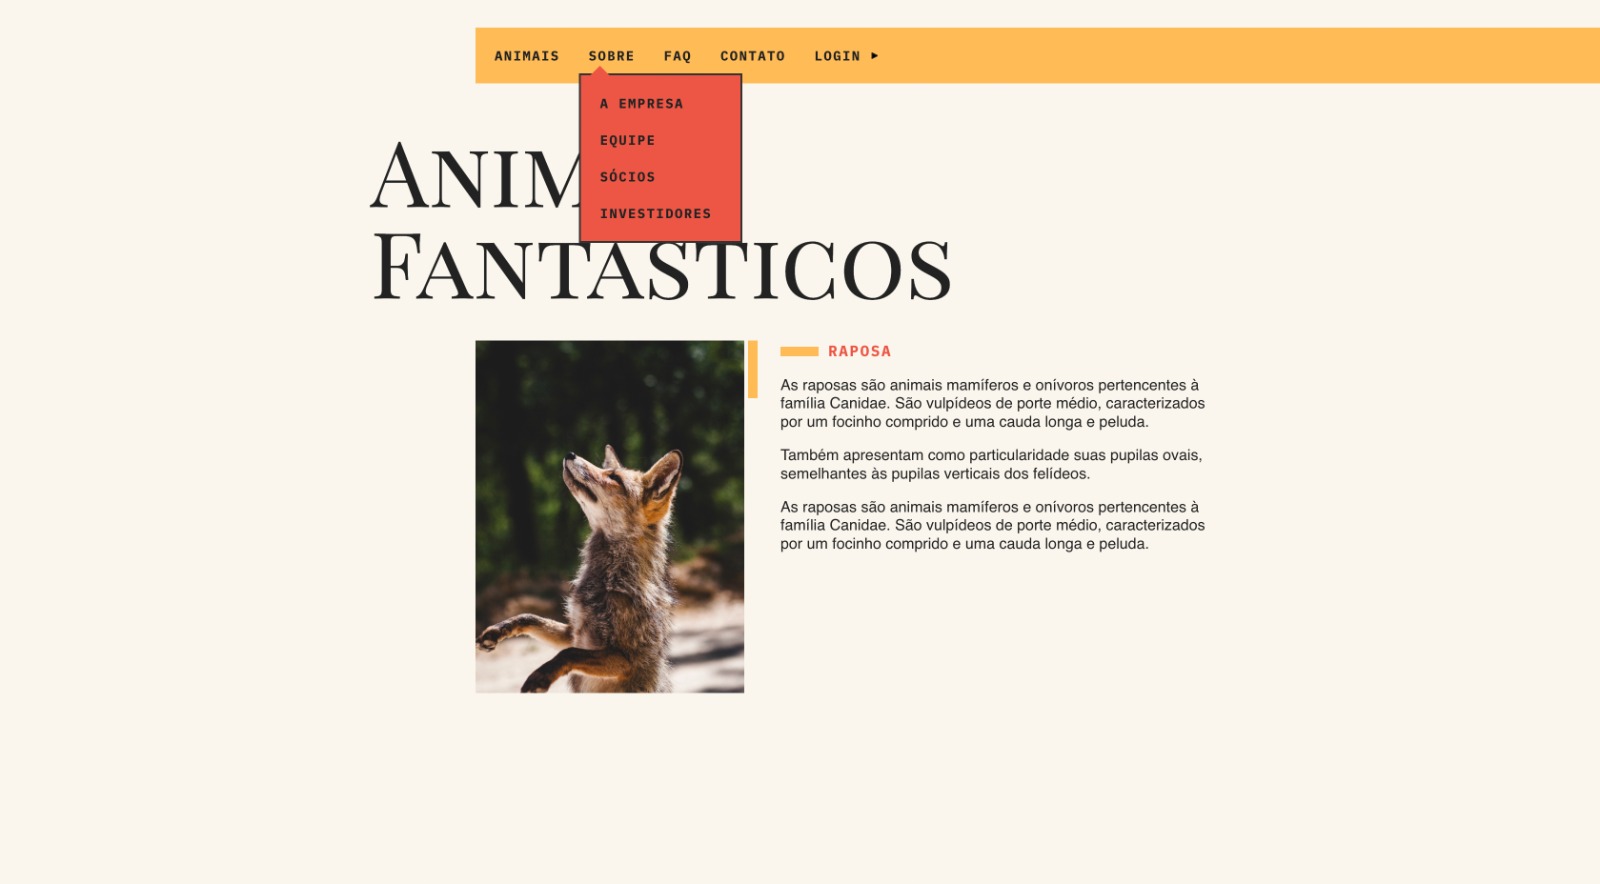 ANIMAIS SOBRE FAQ CONTATO LOGIN ▸
A EMPRESA
EQUIPE
SÓCIOS
INVESTIDORES
FANTASTICOS
RAPOSA
As raposas são animais mamíferos e onívoros pertencentes à
família Canidae. São vulpídeos de porte médio, caracterizados
por um focinho comprido e uma cauda longa e peluda.
Também apresentam como particularidade suas pupilas ovais,
semelhantes às pupilas verticais dos felídeos.
As raposas são animais mamíferos e onívoros pertencentes à
família Canidae. São vulpídeos de porte médio, caracterizados
por um focinho comprido e uma cauda longa e peluda.